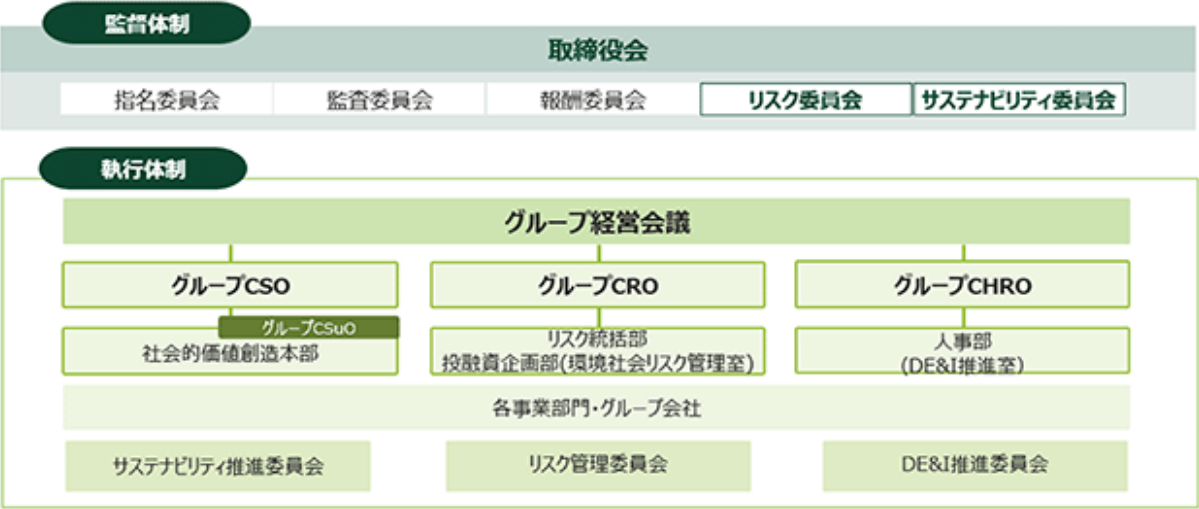 監督体制
取締役会
指名委員会
監査委員会
報酬委員会
リスク委員会
サステナビリティ委員会
執行体制
グループ経営会議
グループCSO
グループCRO
グループCHRO
グループCSuO
社会的価値創造本部
リスク統括部
投融資企画部(環境社会リスク管理室)
人事部
(DE&I推進室)
各事業部門・グループ会社
サステナビリティ推進委員会
リスク管理委員会
DE&I推進委員会